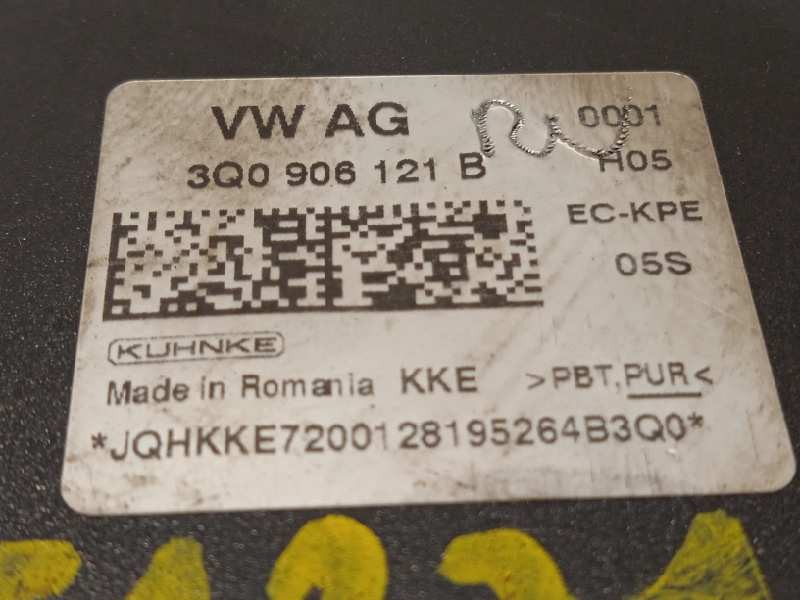 VW AG 0001
3Q0 906 121 B H05
EC-KPE
05S
KUHNKE
Made in Romania KKE >PBT,PUR<
*JQHKKE7200128195264B3Q0*